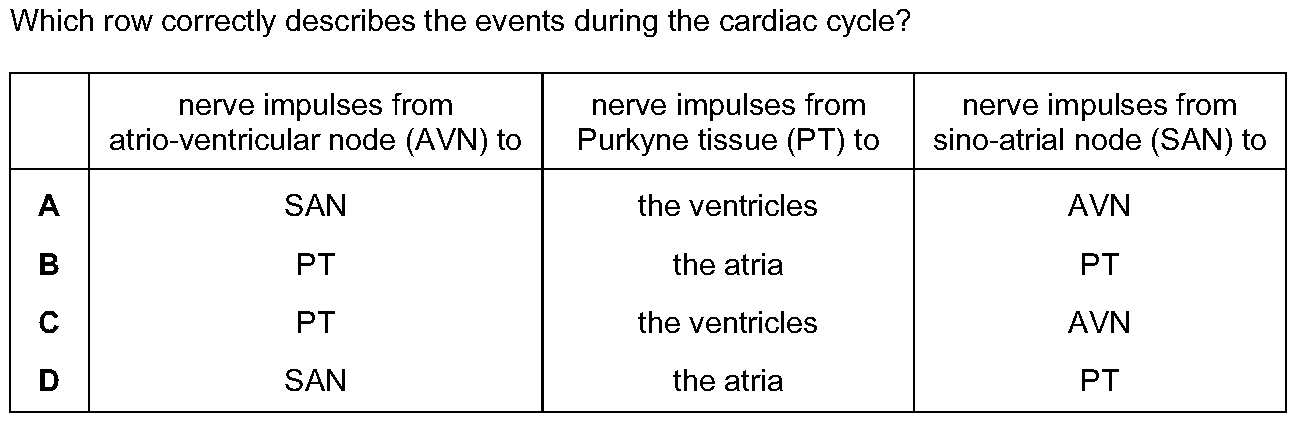 Which row correctly describes the events during the cardiac cycle?
nerve impulses from
atrio-ventricular node (AVN) to
nerve impulses from
Purkyne tissue (PT) to
nerve impulses from
sino-atrial node (SAN) to
A SAN the ventricles AVN
B PT the atria PT
C PT the ventricles AVN
D SAN the atria PT